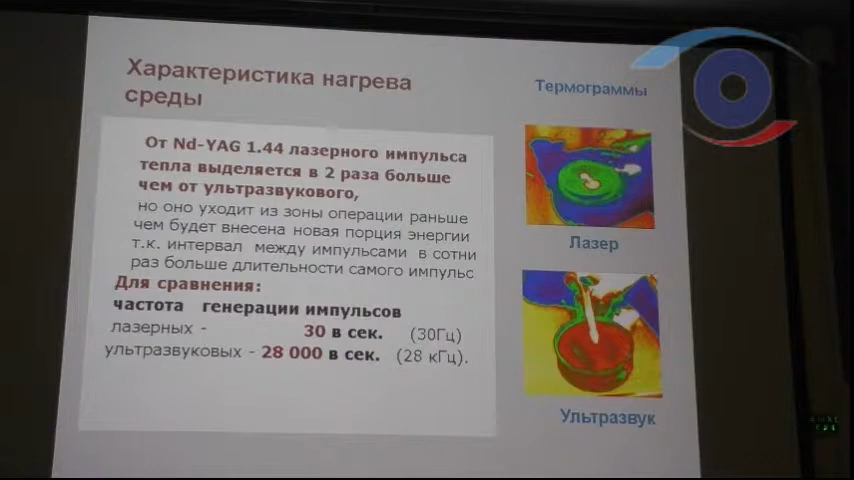 Характеристика нагрева
среды
От Nd-YAG 1.44 лазерного импульса
тепла выделяется в 2 раза больше
чем от ультразвукового,
но оно уходит из зоны операции раньше
чем будет внесена новая порция энергии
т.к. интервал между импульсами в сотни
раз больше длительности самого импульс
Для сравнения:
частота генерации импульсов
лазерных - 30 в сек. (30Гц)
ультразвуковых - 28 000 в сек. (28 кГц).
Термограммы
Лазер
Ультразвук